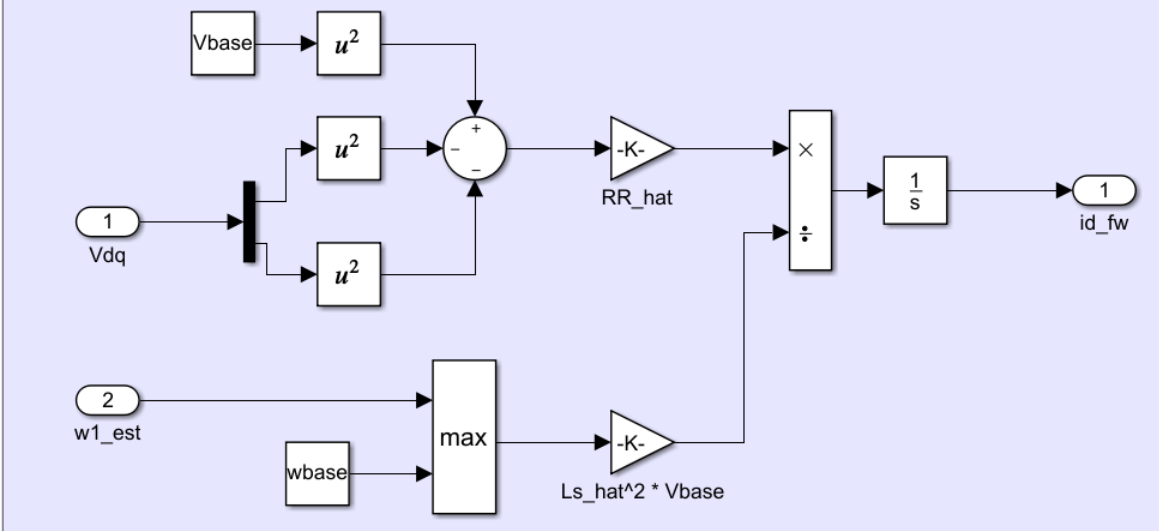 Vbase
u²
+
−
−
u²
-K-
RR_hat
×
÷
1
s
1
id_fw
1
Vdq
u²
2
w1_est
wbase
max
-K-
Ls_hat^2 * Vbase